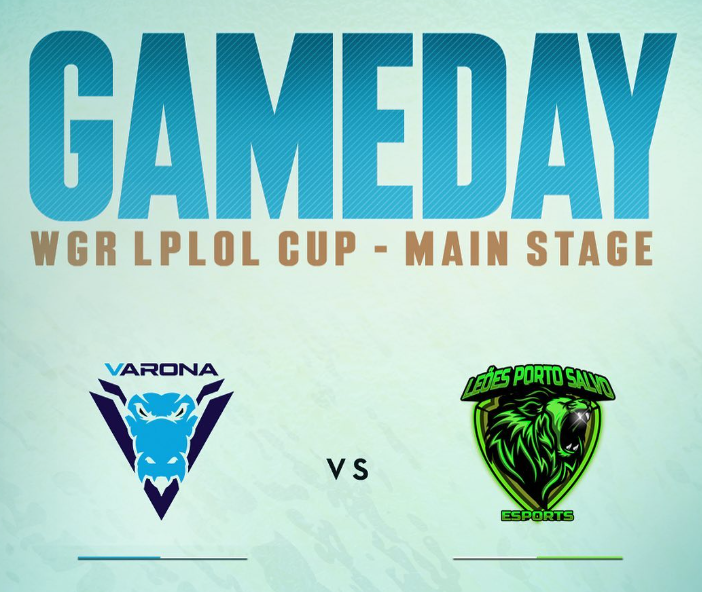 GAMEDAY
WGR LPLOL CUP - MAIN STAGE
VARONA
VS
LEÕES PORTO SALVO
ESPORTS